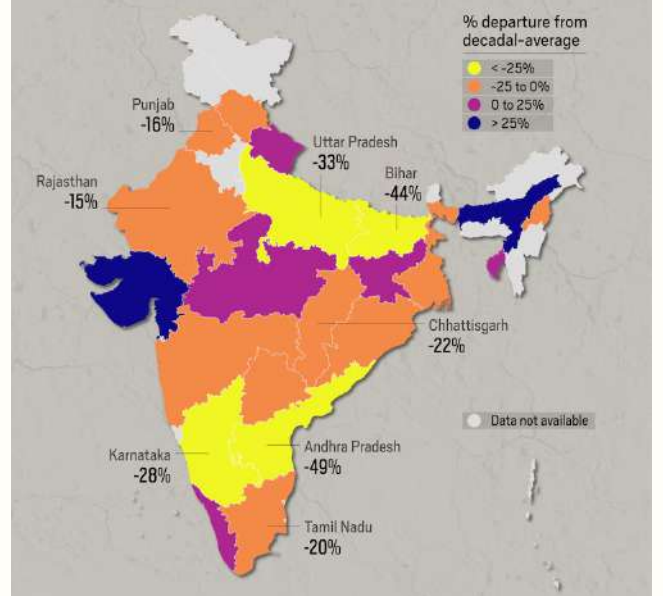 % departure from
decadal-average
< -25%
-25 to 0%
0 to 25%
> 25%
Punjab
-16%
Uttar Pradesh
-33%
Bihar
-44%
Rajasthan
-15%
Chhattisgarh
-22%
Data not available
Karnataka
-28%
Andhra Pradesh
-49%
Tamil Nadu
-20%